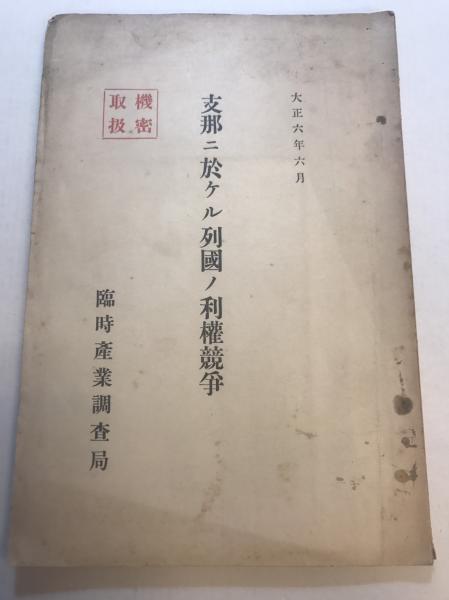 大正六年六月
支那ニ於ケル列國ノ利權競爭
機密
取扱
臨時產業調查局